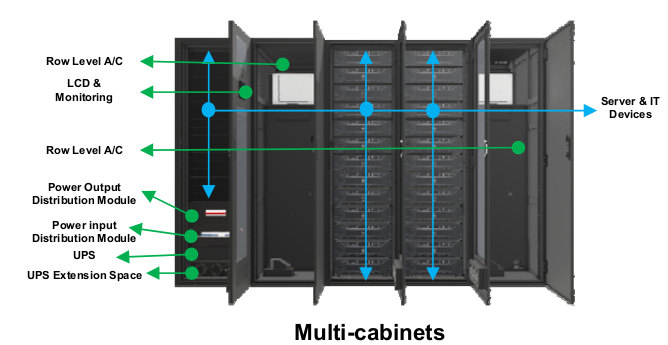 Row Level A/C
LCD &
Monitoring
Server & IT
Devices
Row Level A/C
Power Output
Distribution Module
Power input
Distribution Module
UPS
UPS Extension Space
Multi-cabinets